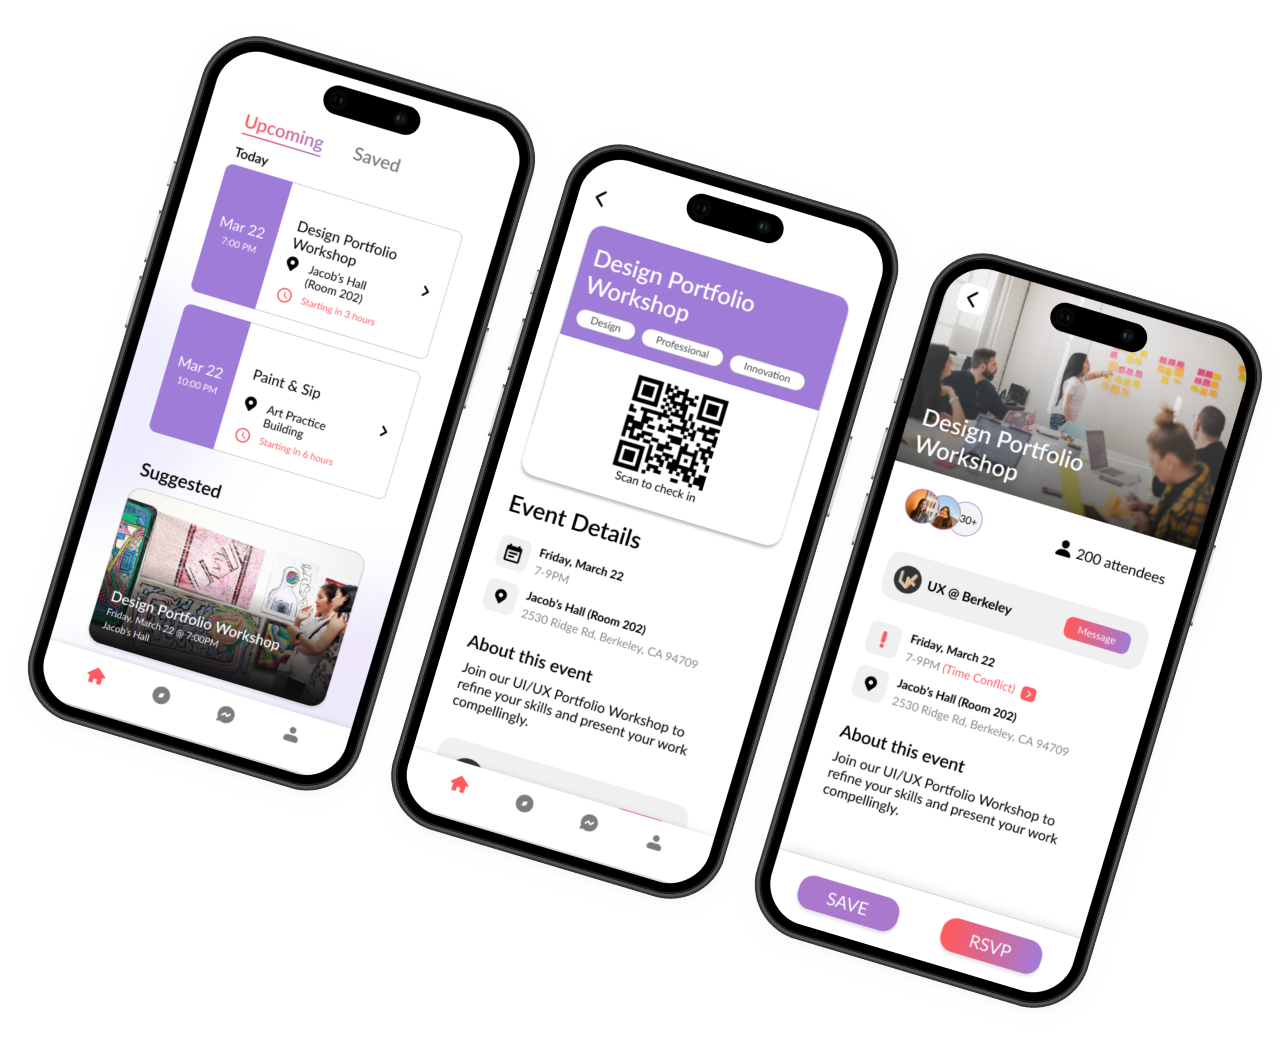 Upcoming
Saved
Today
Mar 22
7:00 PM
Design Portfolio
Workshop
Jacob's Hall
(Room 202)
Starting in 3 hours
Mar 22
10:00 PM
Paint & Sip
Art Practice
Building
Starting in 6 hours
Suggested
Design Portfolio Workshop
Friday, March 22 @ 7:00PM
Jacob's Hall
Design Portfolio
Workshop
Design
Professional
Innovation
Scan to check in
Event Details
Friday, March 22
7-9PM
Jacob's Hall (Room 202)
2530 Ridge Rd, Berkeley, CA 94709
About this event
Join our UI/UX Portfolio Workshop to
refine your skills and present your work
compellingly.
Design Portfolio
Workshop
30+
200 attendees
UX @ Berkeley
Message
Friday, March 22
7-9PM (Time Conflict)
Jacob's Hall (Room 202)
2530 Ridge Rd, Berkeley, CA 94709
About this event
Join our UI/UX Portfolio Workshop to
refine your skills and present your work
compellingly.
SAVE
RSVP